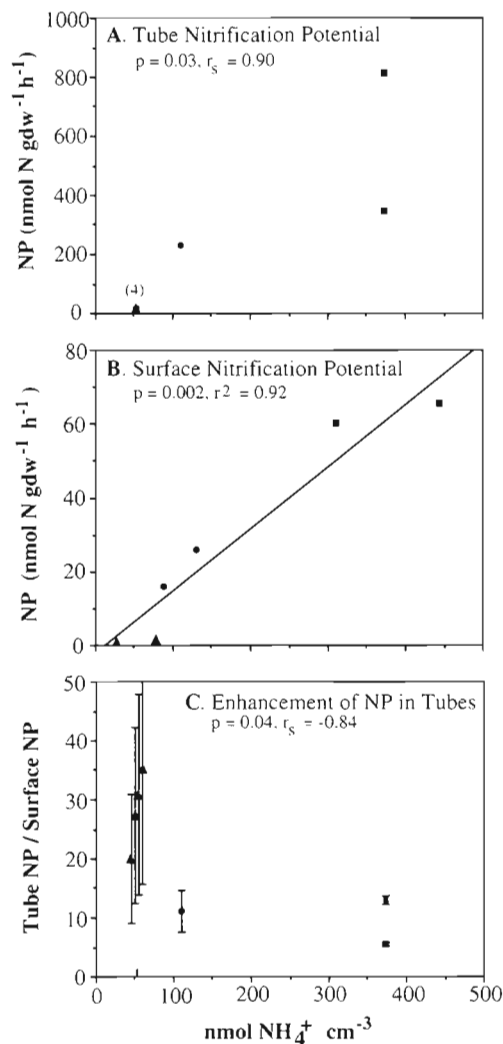 A. Tube Nitrification Potential
p = 0.03, r_s = 0.90
NP (nmol N gdw⁻¹ h⁻¹)
1000
800
600
400
200
0
(4)
B. Surface Nitrification Potential
p = 0.002, r² = 0.92
NP (nmol N gdw⁻¹ h⁻¹)
80
60
40
20
0
C. Enhancement of NP in Tubes
p = 0.04, r_s = -0.84
Tube NP / Surface NP
50
40
30
20
10
0
0 100 200 300 400 500
nmol NH₄⁺ cm⁻³